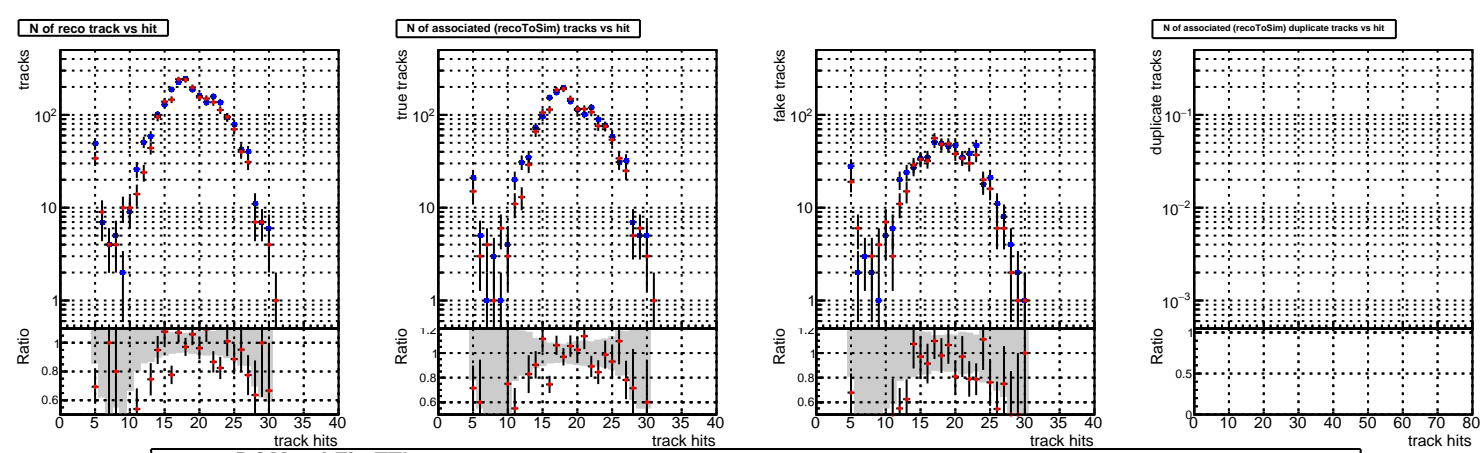 N of reco track vs hit
N of associated (recoToSim) tracks vs hit
N of associated (recoToSim) duplicate tracks vs hit
tracks
10²
10
1
Ratio
1
0.8
0.6
0 5 10 15 20 25 30 35 40
track hits
true tracks
10²
10
1
Ratio
1.2
1
0.8
0.6
0 5 10 15 20 25 30 35 40
track hits
fake tracks
10²
10
1
Ratio
1.2
1
0.8
0.6
0 5 10 15 20 25 30 35 40
track hits
duplicate tracks
10⁻¹
10⁻²
10⁻³
Ratio
1
0.5
0
0 10 20 30 40 50 60 70 80
track hits